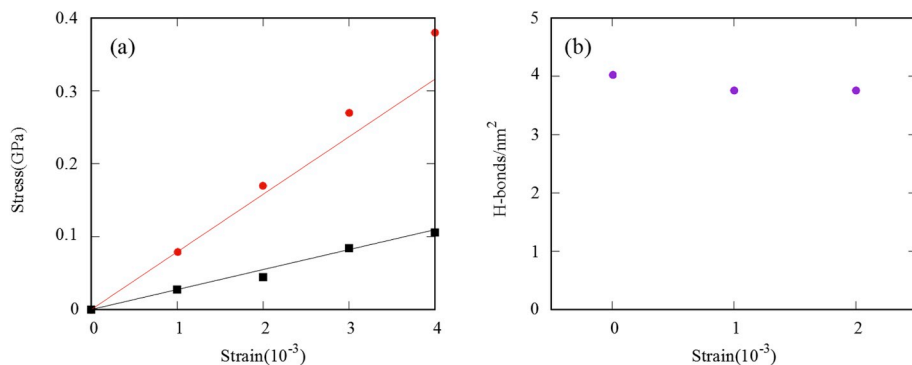 (a)
0.4
0.3
0.2
0.1
0
Stress(GPa)
0 1 2 3 4
Strain(10⁻³)
(b)
5
4
3
2
1
0
H-bonds/nm²
0 1 2
Strain(10⁻³)